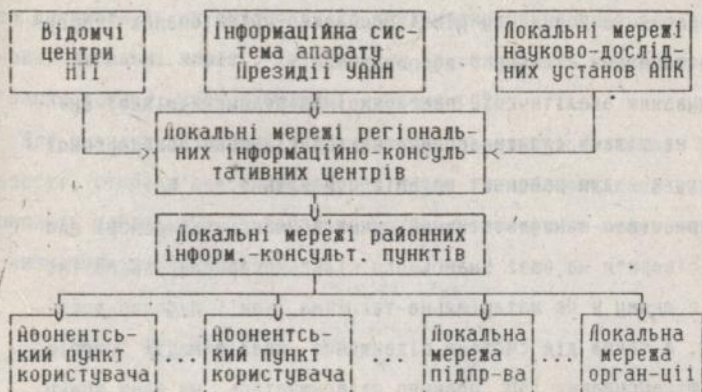 Відомчі
центри
НТІ
Інформаційна сис-
тема апарату
Президії УААН
Локальні мережі
науково-дослід-
них установ АПК
Локальні мережі регіональ-
них інформаційно-консуль-
тативних центрів
Локальні мережі районних
інформ.-консульт. пунктів
Абонентсь-
кий пункт
користувача
....
Абонентсь-
кий пункт
користувача
Локальна
мережа
підпр-ва
....
Локальна
мережа
орган-ції